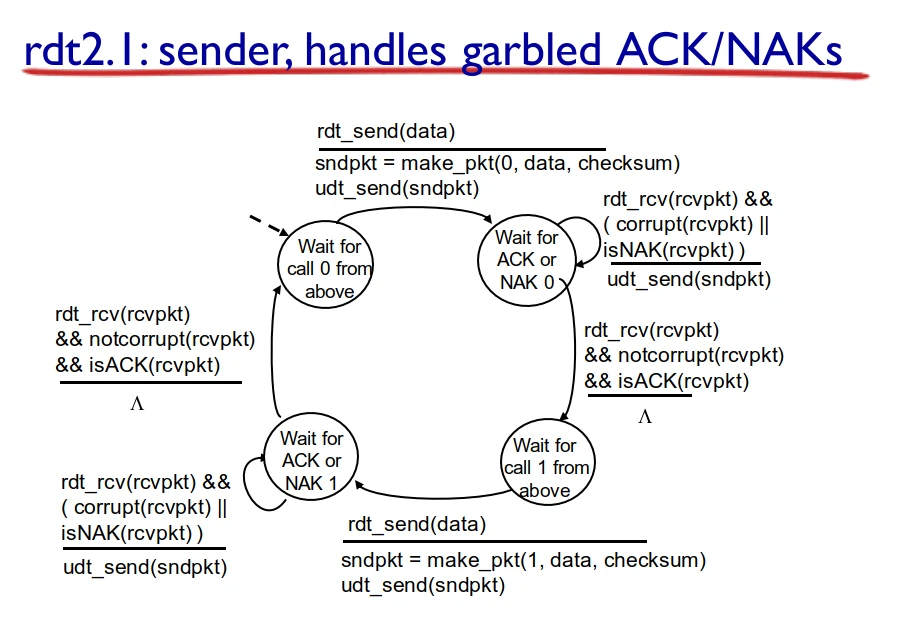 rdt2.1: sender, handles garbled ACK/NAKs
rdt_send(data)
sndpkt = make_pkt(0, data, checksum)
udt_send(sndpkt)
Wait for
call 0 from
above
Wait for
ACK or
NAK 0
rdt_rcv(rcvpkt) &&
( corrupt(rcvpkt) ||
isNAK(rcvpkt) )
udt_send(sndpkt)
rdt_rcv(rcvpkt)
&& notcorrupt(rcvpkt)
&& isACK(rcvpkt)
Λ
rdt_rcv(rcvpkt)
&& notcorrupt(rcvpkt)
&& isACK(rcvpkt)
Λ
Wait for
ACK or
NAK 1
Wait for
call 1 from
above
rdt_rcv(rcvpkt) &&
( corrupt(rcvpkt) ||
isNAK(rcvpkt) )
udt_send(sndpkt)
rdt_send(data)
sndpkt = make_pkt(1, data, checksum)
udt_send(sndpkt)